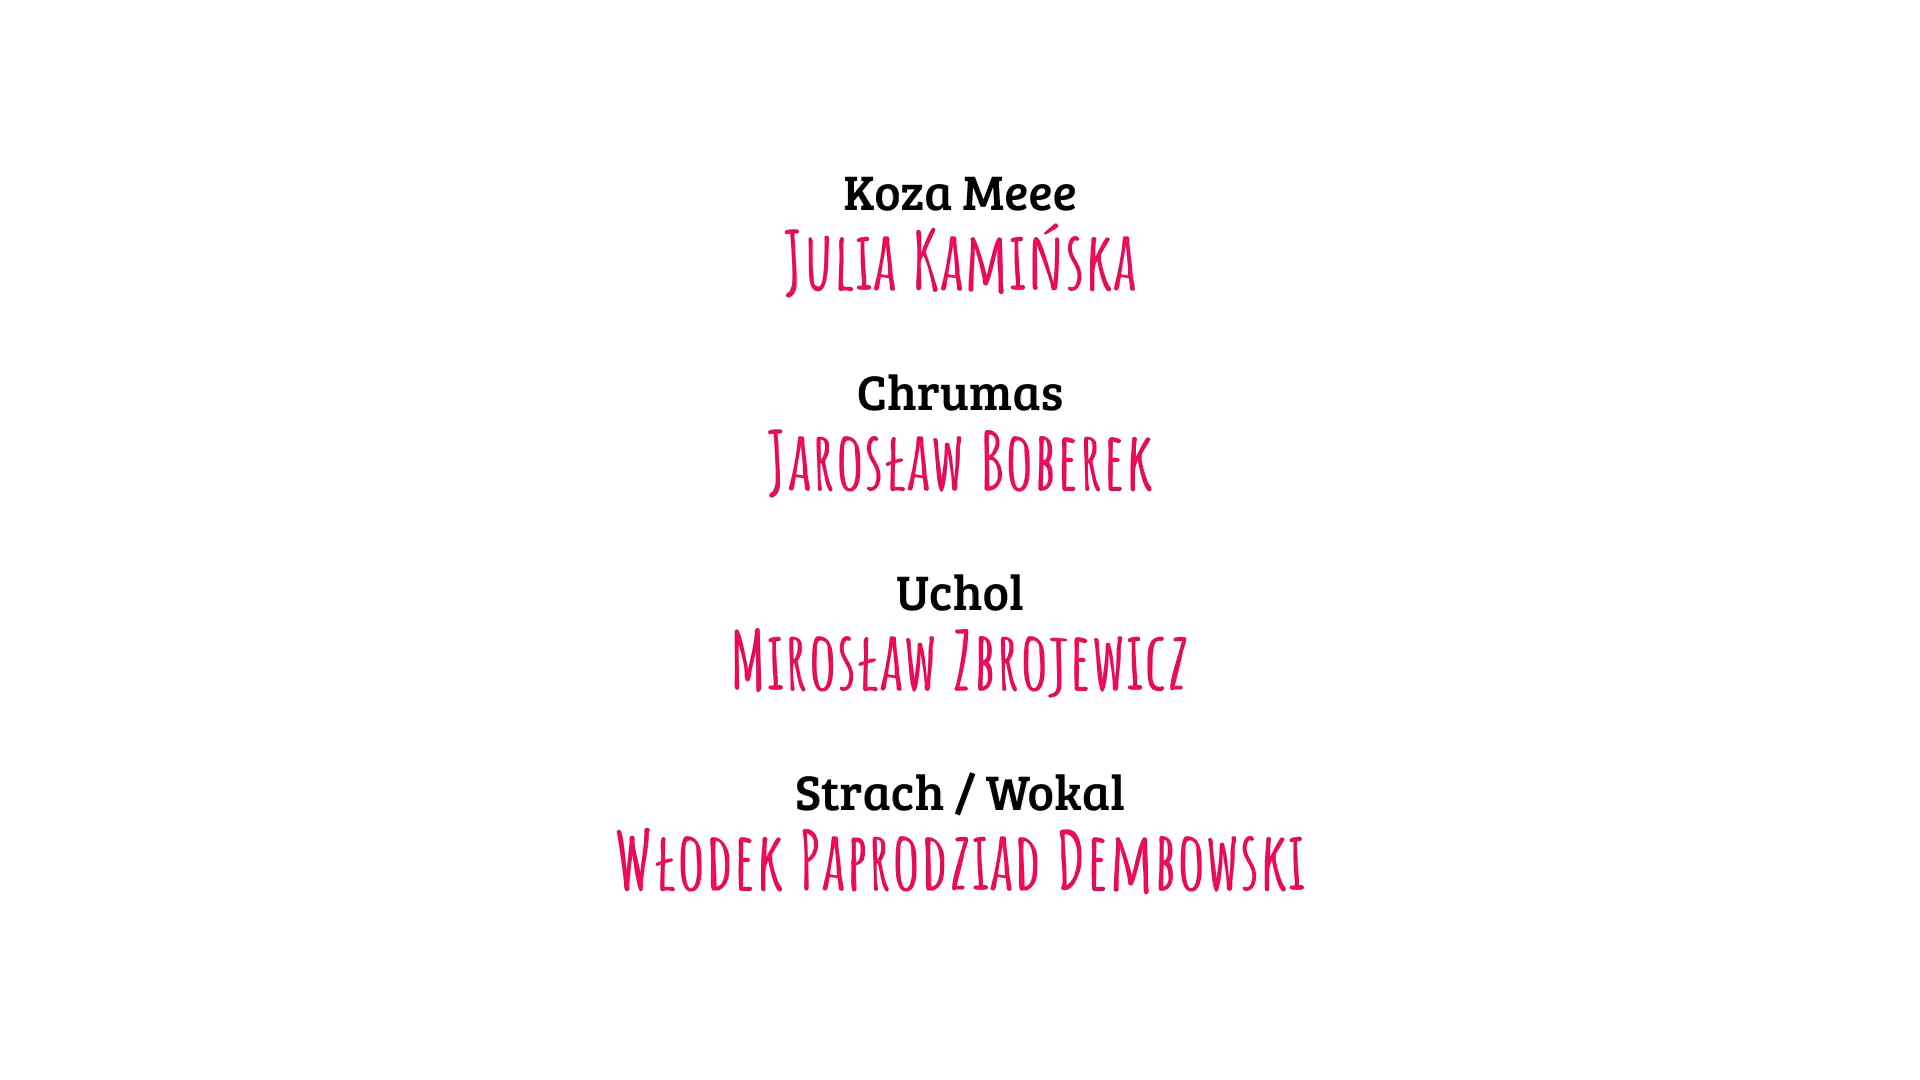 Koza Meee
Julia Kamińska
Chrumas
Jarosław Boberek
Uchol
Mirosław Zbrojewicz
Strach / Wokal
Włodek Paprodziad Dembowski